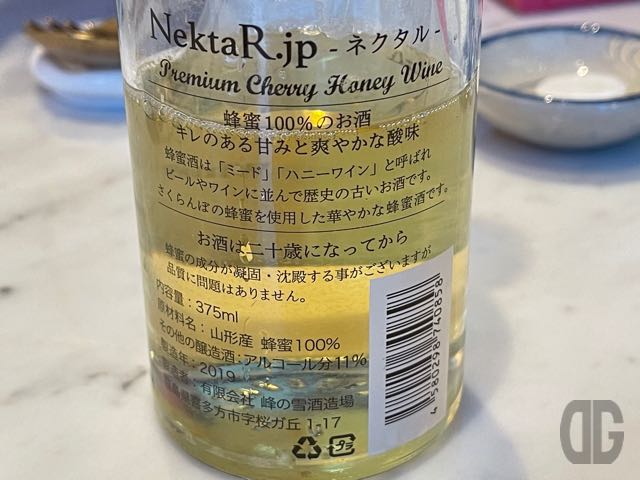 NektaR.jp - ネクタル -
Premium Cherry Honey Wine
蜂蜜100%のお酒
キレのある甘みと爽やかな酸味
蜂蜜酒は「ミード」「ハニーワイン」と呼ばれ
ビールやワインに並んで歴史の古いお酒です。
さくらんぼの蜂蜜を使用した華やかな蜂蜜酒です。
お酒は二十歳になってから
蜂蜜の成分が凝固・沈殿する事がございますが
品質に問題はありません。
内容量：375ml
原材料名：山形産 蜂蜜100%
その他の醸造酒：アルコール分11%
製造年：2019
有限会社 峰の雪酒造場
喜多方市字桜ガ丘 1-17
プラ
4 580298 740858
DG